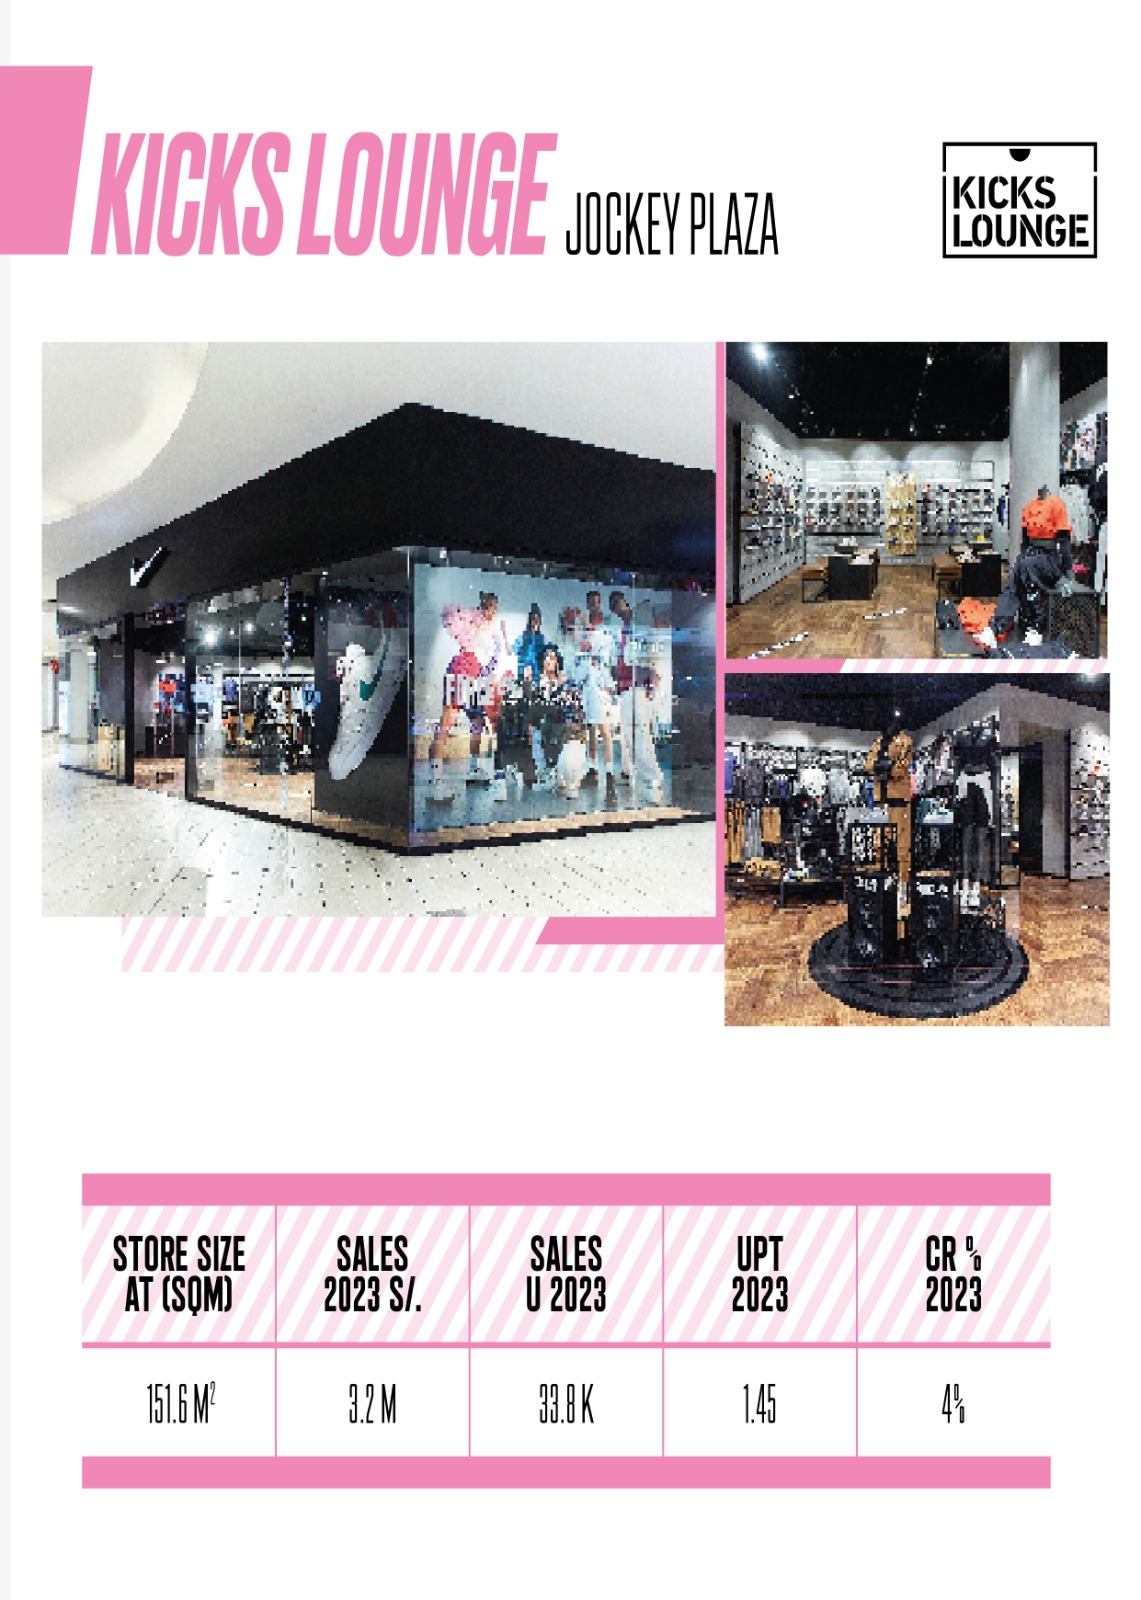 KICKS LOUNGE JOCKEY PLAZA
KICKS
LOUNGE
FORCE
STORE SIZE
AT (SQM)
SALES
2023 S/.
SALES
U 2023
UPT
2023
CR %
2023
151.6 M²
3.2 M
33.8 K
1.45
4%